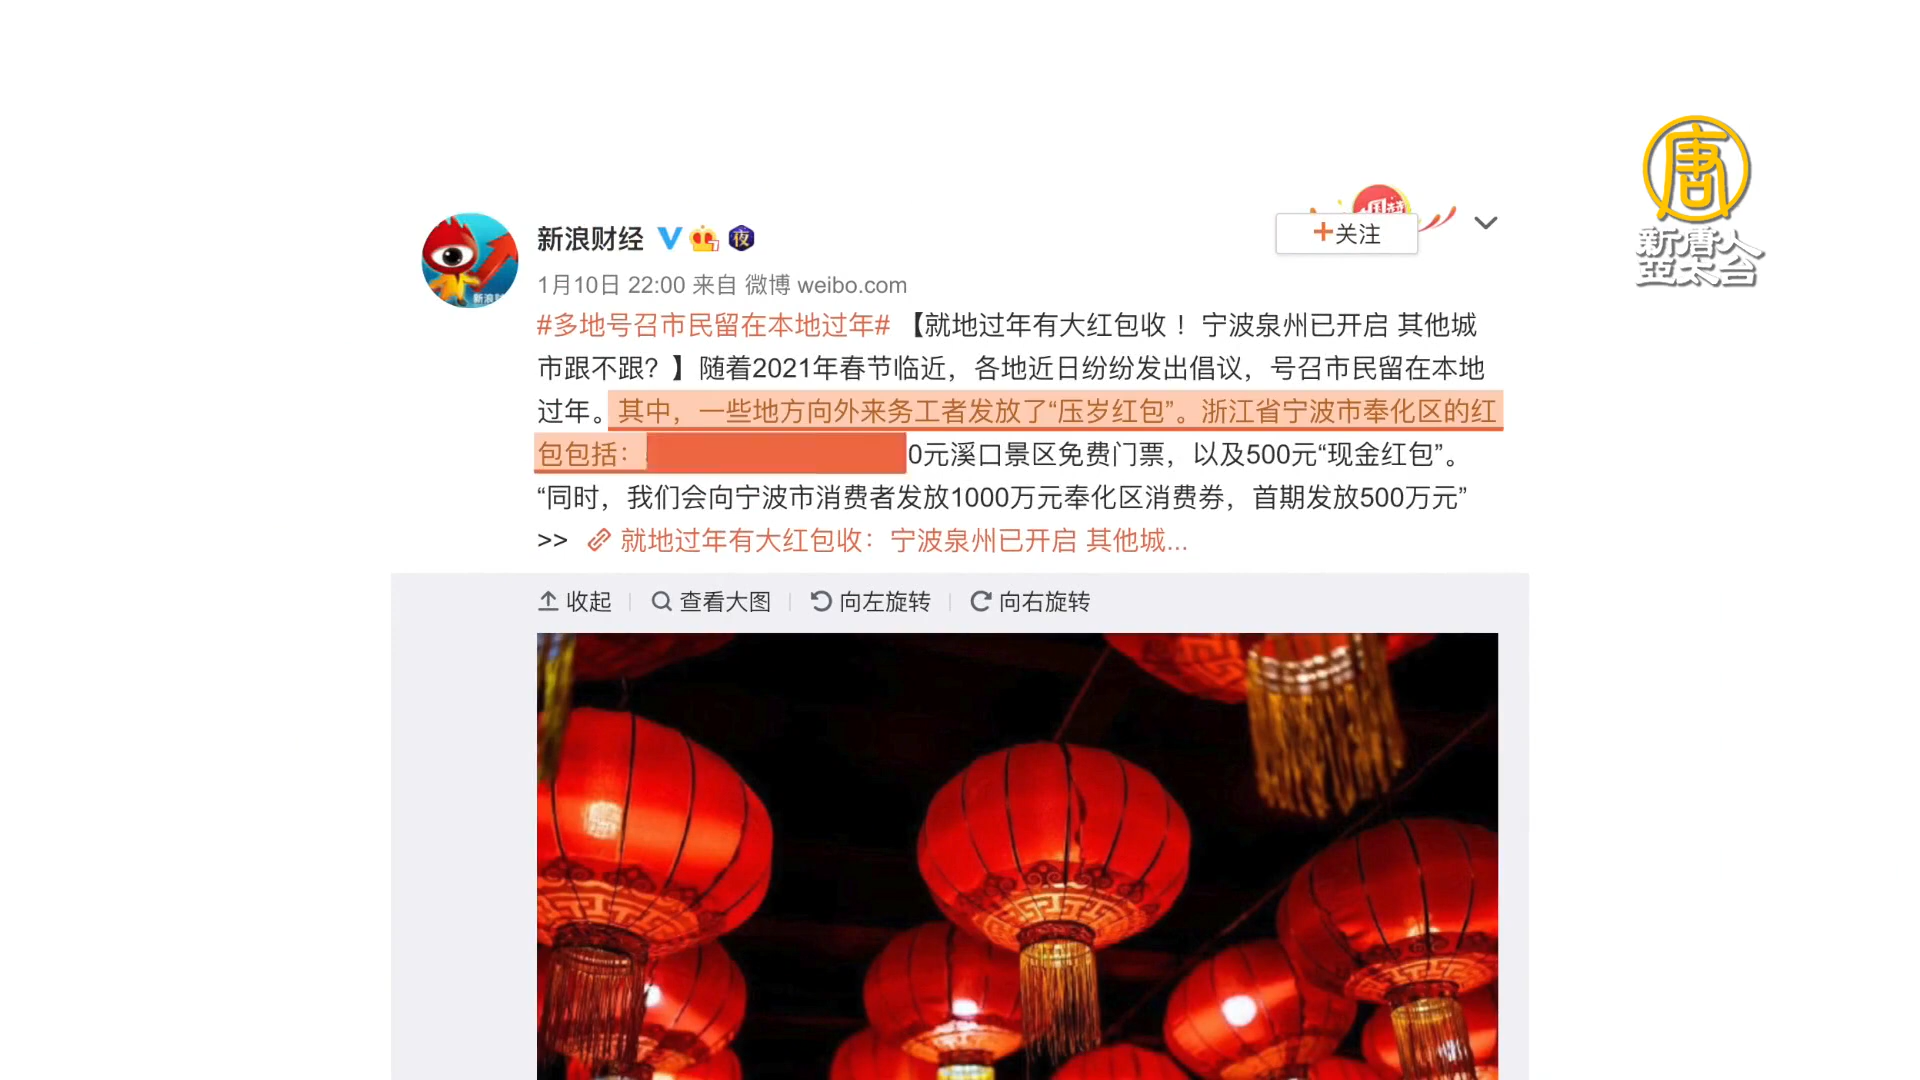 新浪财经
夜
1月10日 22:00 来自 微博 weibo.com
+关注
#多地号召市民留在本地过年# 【就地过年有大红包收！宁波泉州已开启 其他城
市跟不跟？】随着2021年春节临近，各地近日纷纷发出倡议，号召市民留在本地
过年。其中，一些地方向外来务工者发放了“压岁红包”。浙江省宁波市奉化区的红
包包括：0元溪口景区免费门票，以及500元“现金红包”。
“同时，我们会向宁波市消费者发放1000万元奉化区消费券，首期发放500万元”
>> 就地过年有大红包收：宁波泉州已开启 其他城...
收起 查看大图 向左旋转 向右旋转
唐
新唐人
亞太台